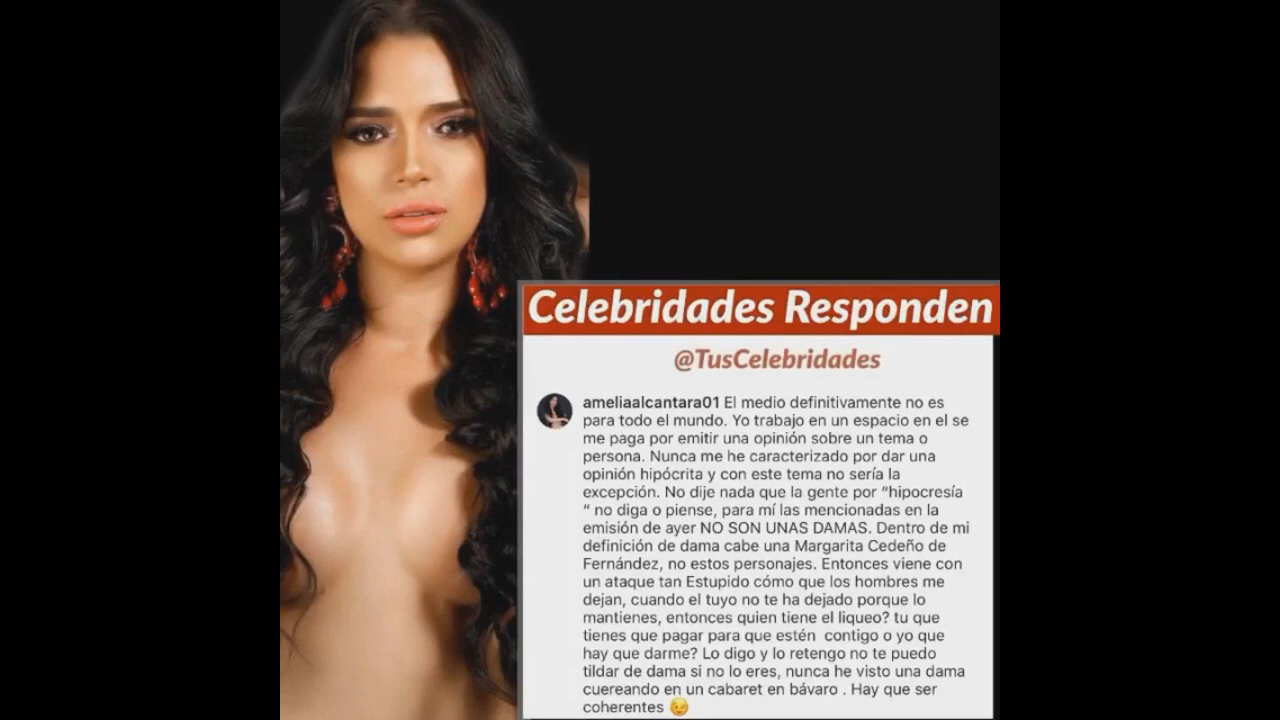 Celebridades Responden
@TusCelebridades
ameliaalcantara01 El medio definitivamente no es
para todo el mundo. Yo trabajo en un espacio en el se
me paga por emitir una opinión sobre un tema o
persona. Nunca me he caracterizado por dar una
opinión hipócrita y con este tema no sería la
excepción. No dije nada que la gente por “hipocresía
“ no diga o piense, para mí las mencionadas en la
emisión de ayer NO SON UNAS DAMAS. Dentro de mi
definición de dama cabe una Margarita Cedeño de
Fernández, no estos personajes. Entonces viene con
un ataque tan Estupido cómo que los hombres me
dejan, cuando el tuyo no te ha dejado porque lo
mantienes, entonces quien tiene el liqueo? tu que
tienes que pagar para que estén  contigo o yo que
hay que darme? Lo digo y lo retengo no te puedo
tildar de dama si no lo eres, nunca he visto una dama
cuereando en un cabaret en bávaro . Hay que ser
coherentes 😉